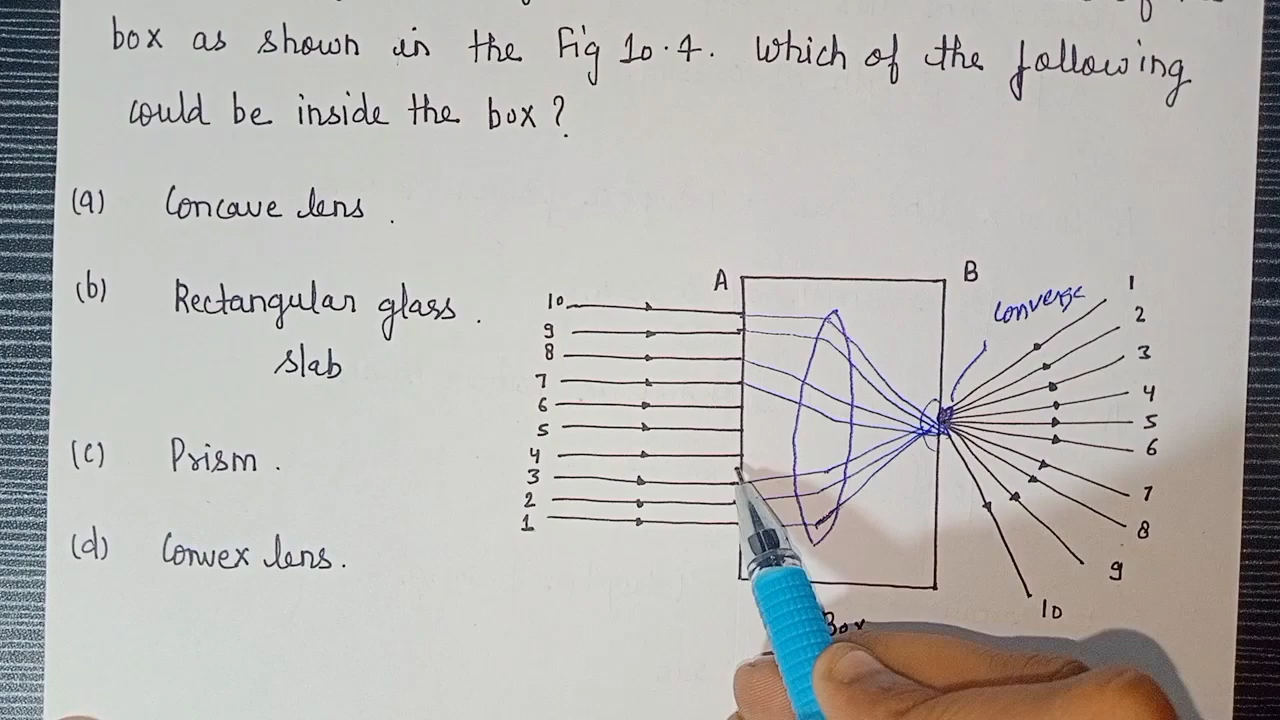 box as shown in the Fig 10.4. Which of the following
could be inside the box?
(a) Concave lens.
(b) Rectangular glass
slab.
(c) Prism.
(d) Convex lens.
A
B
converge
10
9
8
7
6
5
4
3
2
1
1
2
3
4
5
6
7
8
9
10
Box